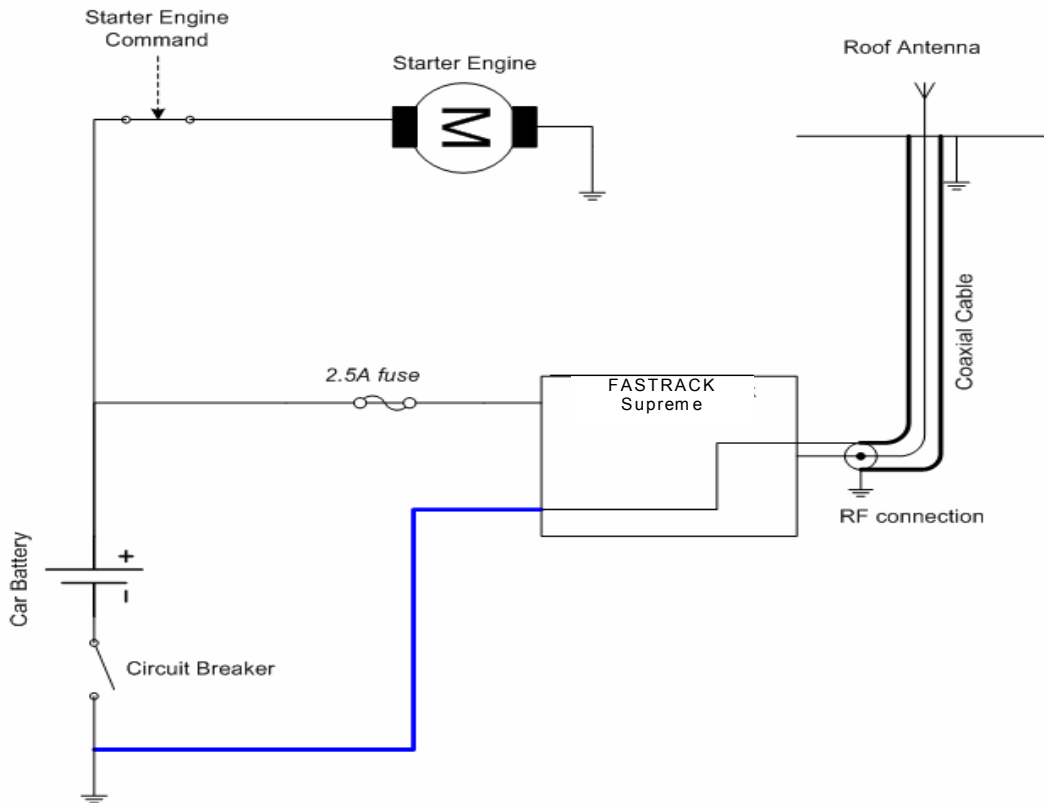 Starter Engine
Command
Starter Engine
M
Roof Antenna
Coaxial Cable
2.5A fuse
FASTRACK
Supreme
RF connection
Car Battery
+
-
Circuit Breaker